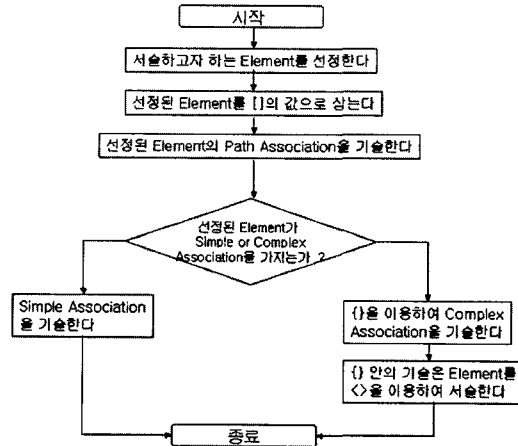 시작
서술하고자 하는 Element를 선정한다
선정된 Element를 []의 값으로 삼는다
선정된 Element의 Path Association을 기술한다
선정된 Element가
Simple or Complex
Association을 가지는가 ?
Simple Association
을 기술한다
{}을 이용하여 Complex
Association을 기술한다
{} 안의 기술은 Element를
<>을 이용하여 서술한다
종료